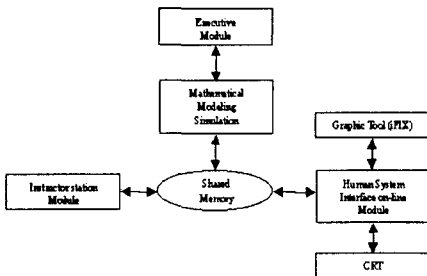 Executive
Module
Mathematical
Modeling
Simulation
Graphic Tool (iFIX)
Instructor station
Module
Shared
Memory
Human System
Interface on-line
Module
CRT